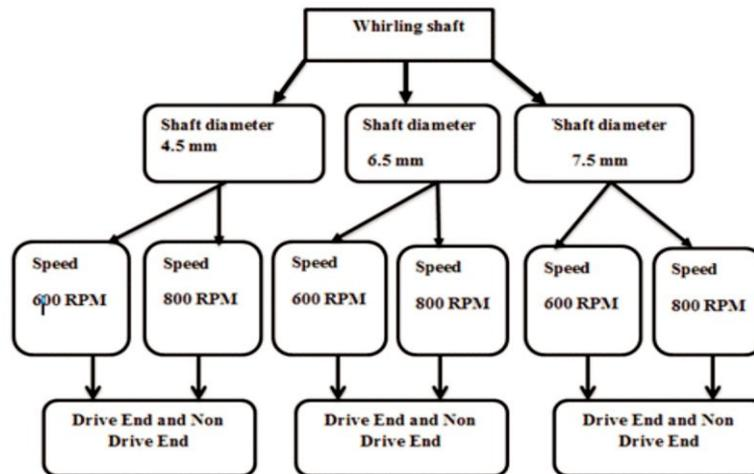 Whirling shaft
Shaft diameter
4.5 mm
Shaft diameter
6.5 mm
Shaft diameter
7.5 mm
Speed
600 RPM
Speed
800 RPM
Speed
600 RPM
Speed
800 RPM
Speed
600 RPM
Speed
800 RPM
Drive End and Non
Drive End
Drive End and Non
Drive End
Drive End and Non
Drive End